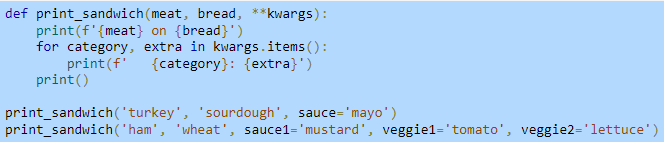 def print_sandwich(meat, bread, **kwargs):
    print(f'{meat} on {bread}')
    for category, extra in kwargs.items():
        print(f'   {category}: {extra}')
    print()

print_sandwich('turkey', 'sourdough', sauce='mayo')
print_sandwich('ham', 'wheat', sauce1='mustard', veggie1='tomato', veggie2='lettuce')